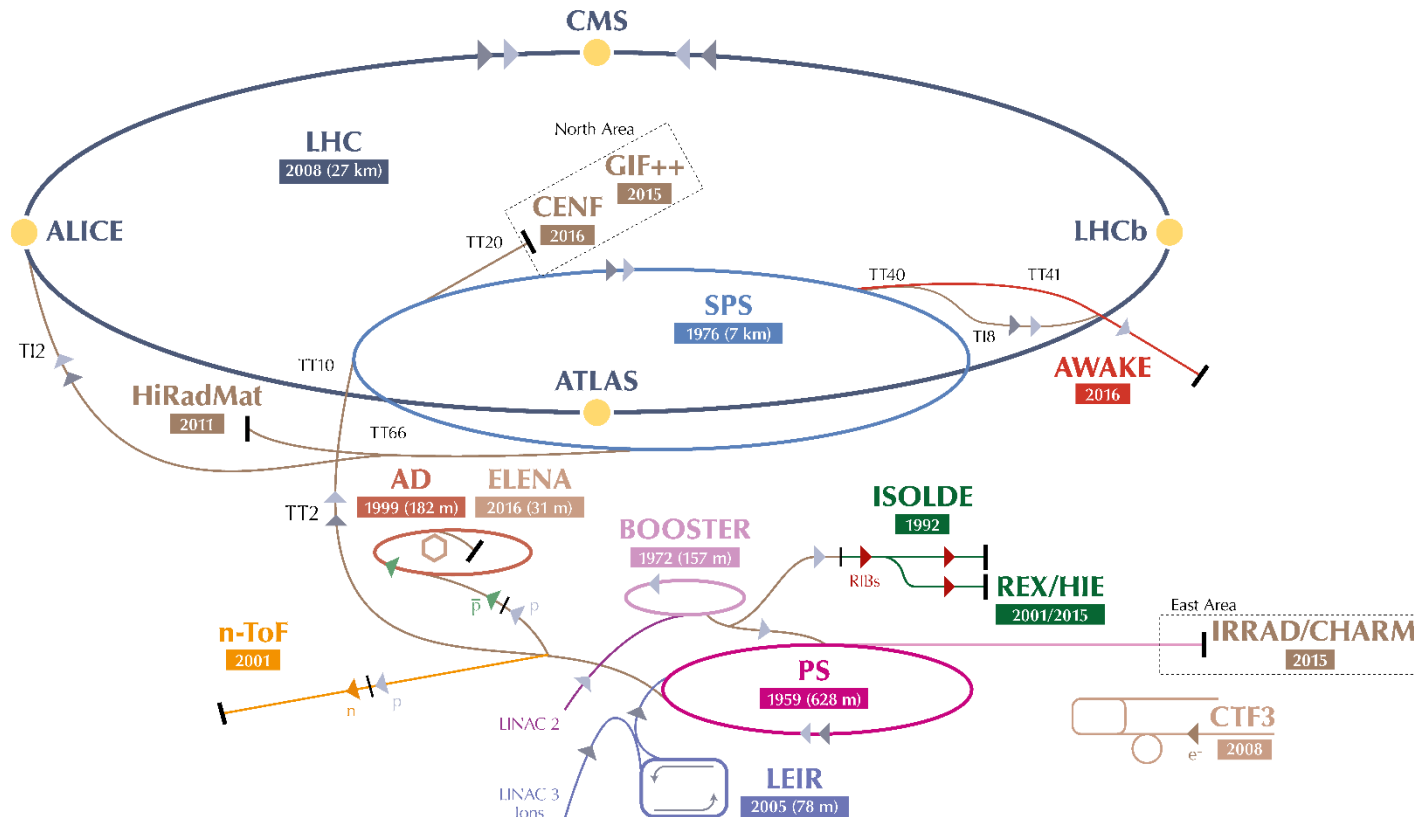 CMS
North Area
LHC
2008 (27 km)
GIF++
2015
CENF
2016
ALICE
LHCb
TT20
TT40
TT41
SPS
1976 (7 km)
TI2
TT10
TI8
ATLAS
AWAKE
2016
HiRadMat
2011
TT66
AD
1999 (182 m)
ELENA
2016 (31 m)
TT2
ISOLDE
1992
BOOSTER
1972 (157 m)
RIBs
REX/HIE
2001/2015
p̅
p
East Area
n-ToF
2001
IRRAD/CHARM
2015
PS
1959 (628 m)
n
p
LINAC 2
CTF3
2008
e-
LEIR
2005 (78 m)
LINAC 3
Ions